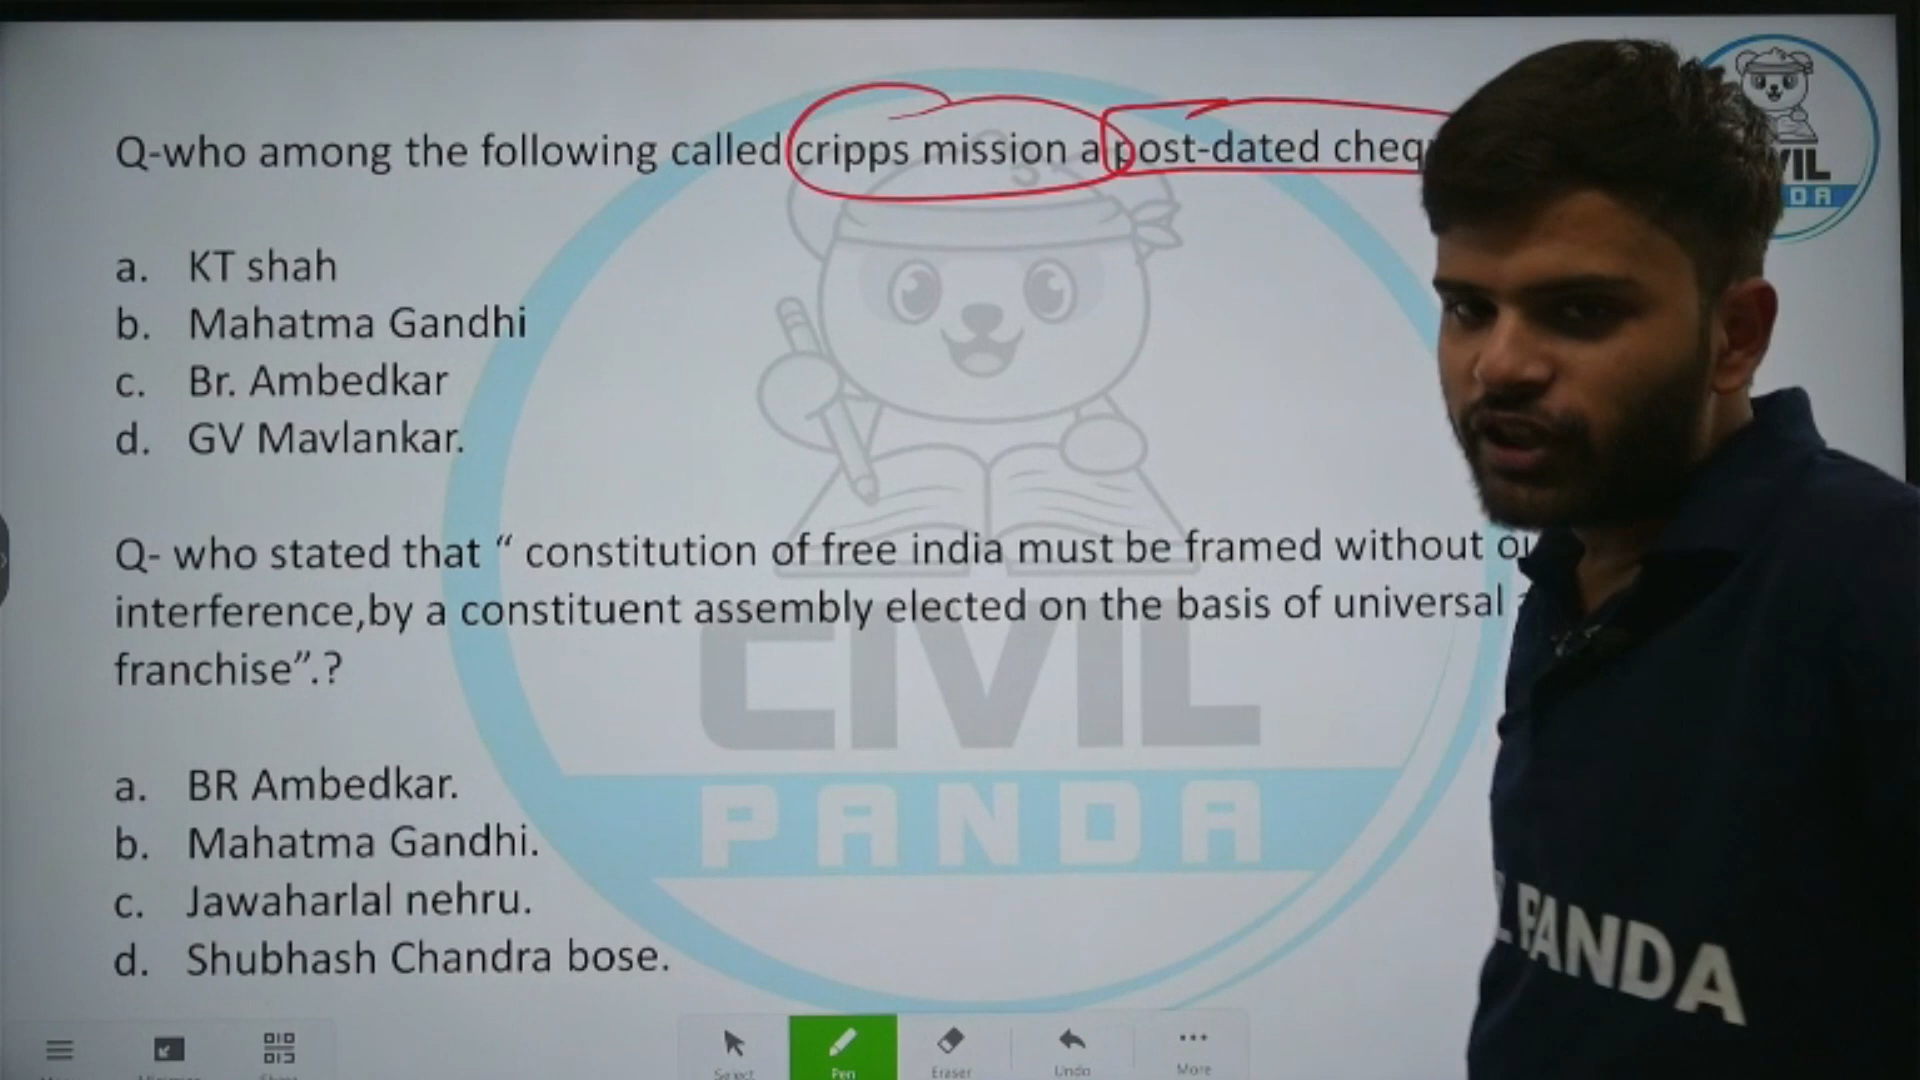 Q-who among the following called cripps mission a post-dated
a. KT shah
b. Mahatma Gandhi
c. Br. Ambedkar
d. GV Mavlankar.
Q- who stated that “ constitution of free india must be framed without
interference,by a constituent assembly elected on the basis of universal
franchise”.?
a. BR Ambedkar.
b. Mahatma Gandhi.
c. Jawaharlal nehru.
d. Shubhash Chandra bose.
CIVIL
PANDA
PANDA
Select Pen Eraser Undo More